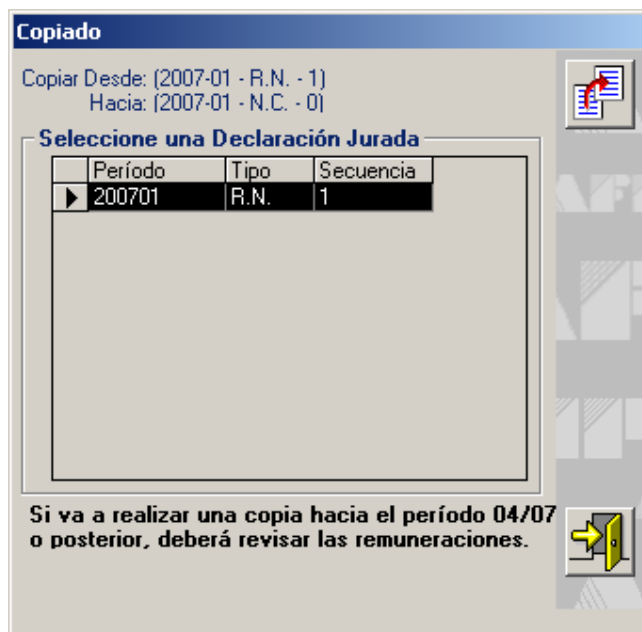 Copiado
Copiar Desde: (2007-01 - R.N. - 1)
Hacia: (2007-01 - N.C. - 0)
Seleccione una Declaración Jurada
Período Tipo Secuencia
200701 R.N. 1
Si va a realizar una copia hacia el período 04/07
o posterior, deberá revisar las remuneraciones.